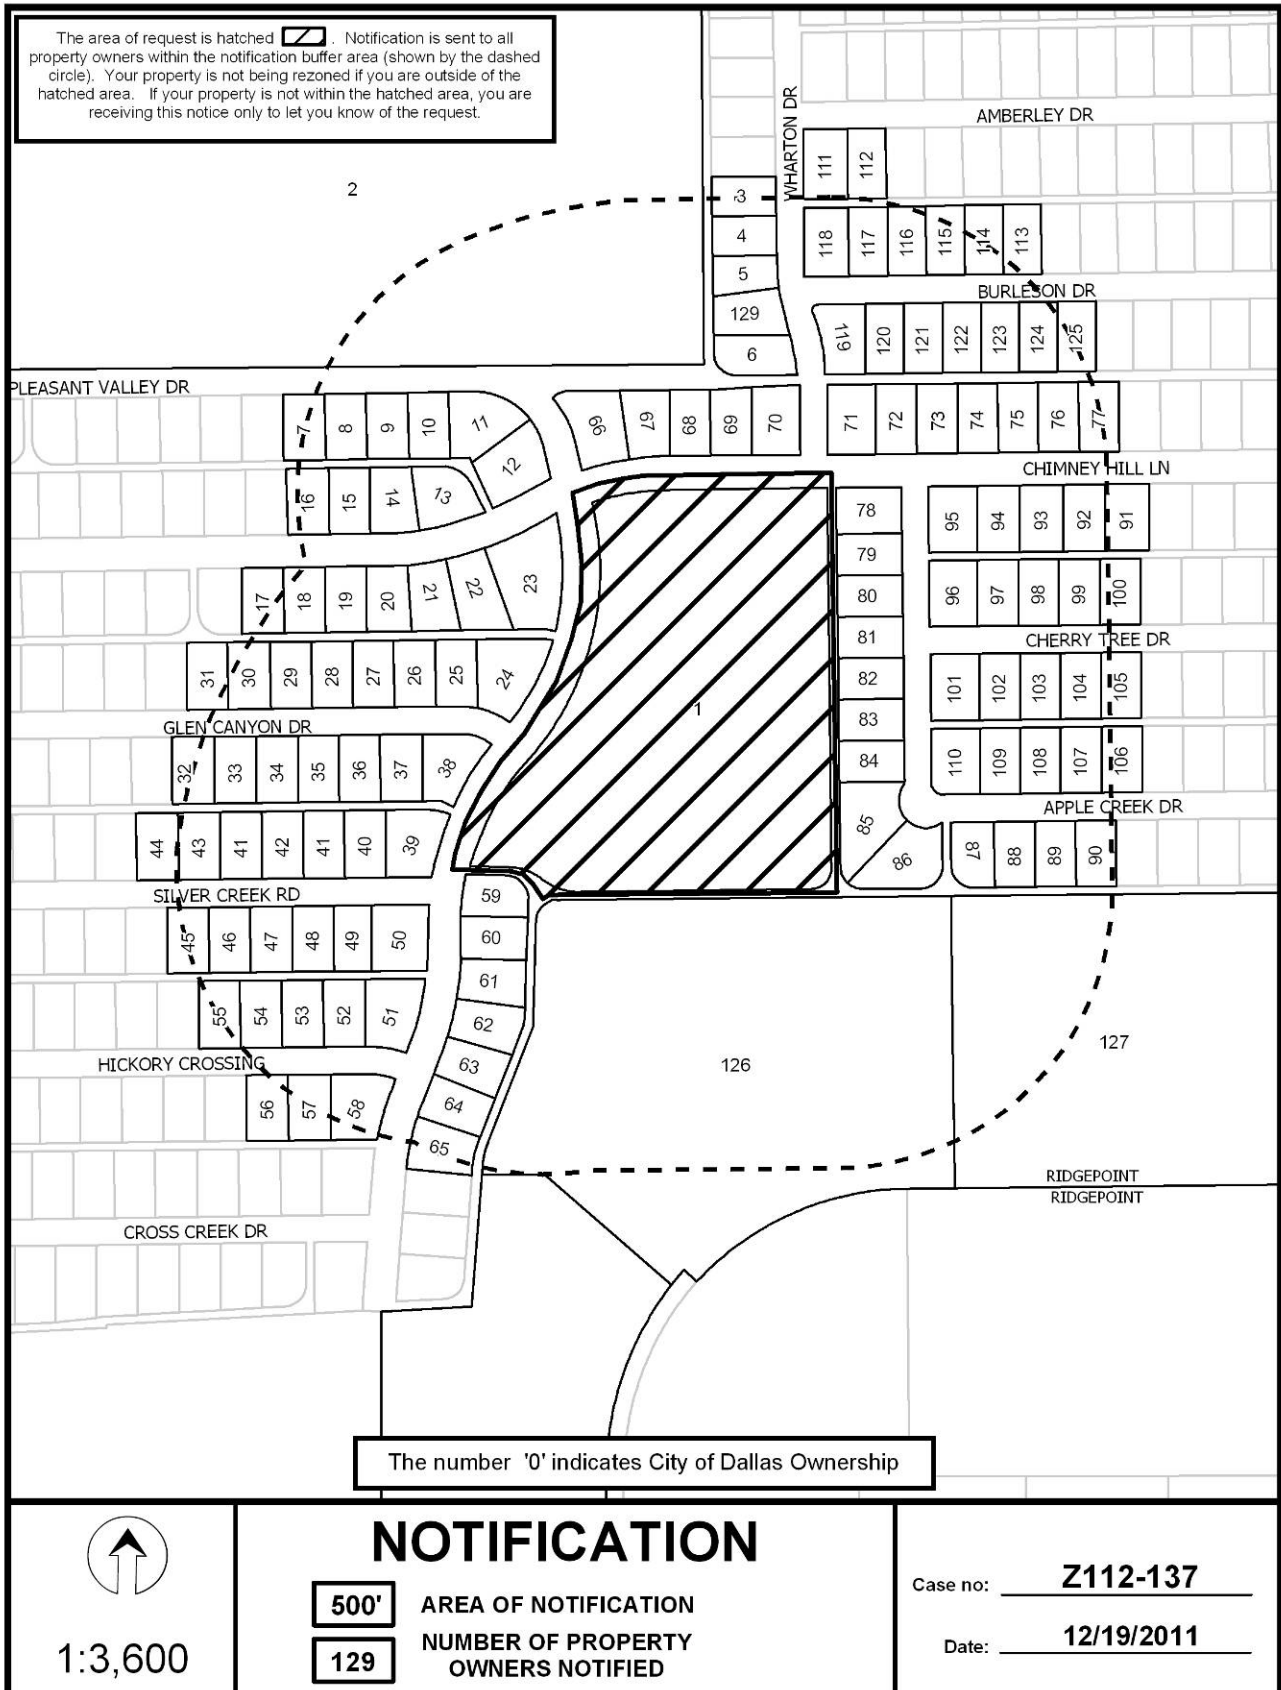 The area of request is hatched . Notification is sent to all
property owners within the notification buffer area (shown by the dashed
circle). Your property is not being rezoned if you are outside of the
hatched area. If your property is not within the hatched area, you are
receiving this notice only to let you know of the request.
WHARTON DR
AMBERLEY DR
111 112
2
3
4
118 117 116 115 114 113
5
BURLESON DR
129
119 120 121 122 123 124 125
6
PLEASANT VALLEY DR
7 8 9 10 11
66 67 68 69 70
71 72 73 74 75 76 77
12
CHIMNEY HILL LN
16 15 14 13
78
95 94 93 92 91
79
17 18 19 20 21 22 23
80
96 97 98 99 100
81
CHERRY TREE DR
31 30 29 28 27 26 25 24
82
101 102 103 104 105
1
83
GLEN CANYON DR
32 33 34 35 36 37 38
84
110 109 108 107 106
APPLE CREEK DR
44 43 41 42 41 40 39
85
86
87 88 89 90
SILVER CREEK RD
59
45 46 47 48 49 50
60
61
55 54 53 52 51
62
HICKORY CROSSING
63
126
127
56 57 58
64
65
RIDGEPOINT
RIDGEPOINT
CROSS CREEK DR
The number '0' indicates City of Dallas Ownership
1:3,600
NOTIFICATION
500' AREA OF NOTIFICATION
129 NUMBER OF PROPERTY
OWNERS NOTIFIED
Case no: Z112-137
Date: 12/19/2011